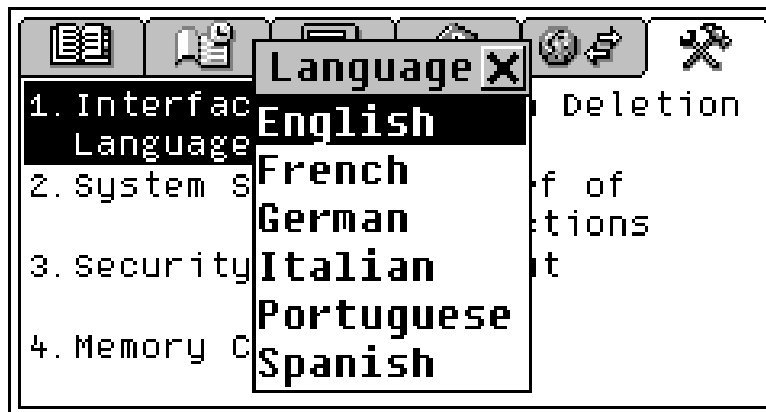 Language
English
French
German
Italian
Portuguese
Spanish
1. Interfac
Language
2. System S
3. Security
4. Memory C
Deletion
f of
tions
t